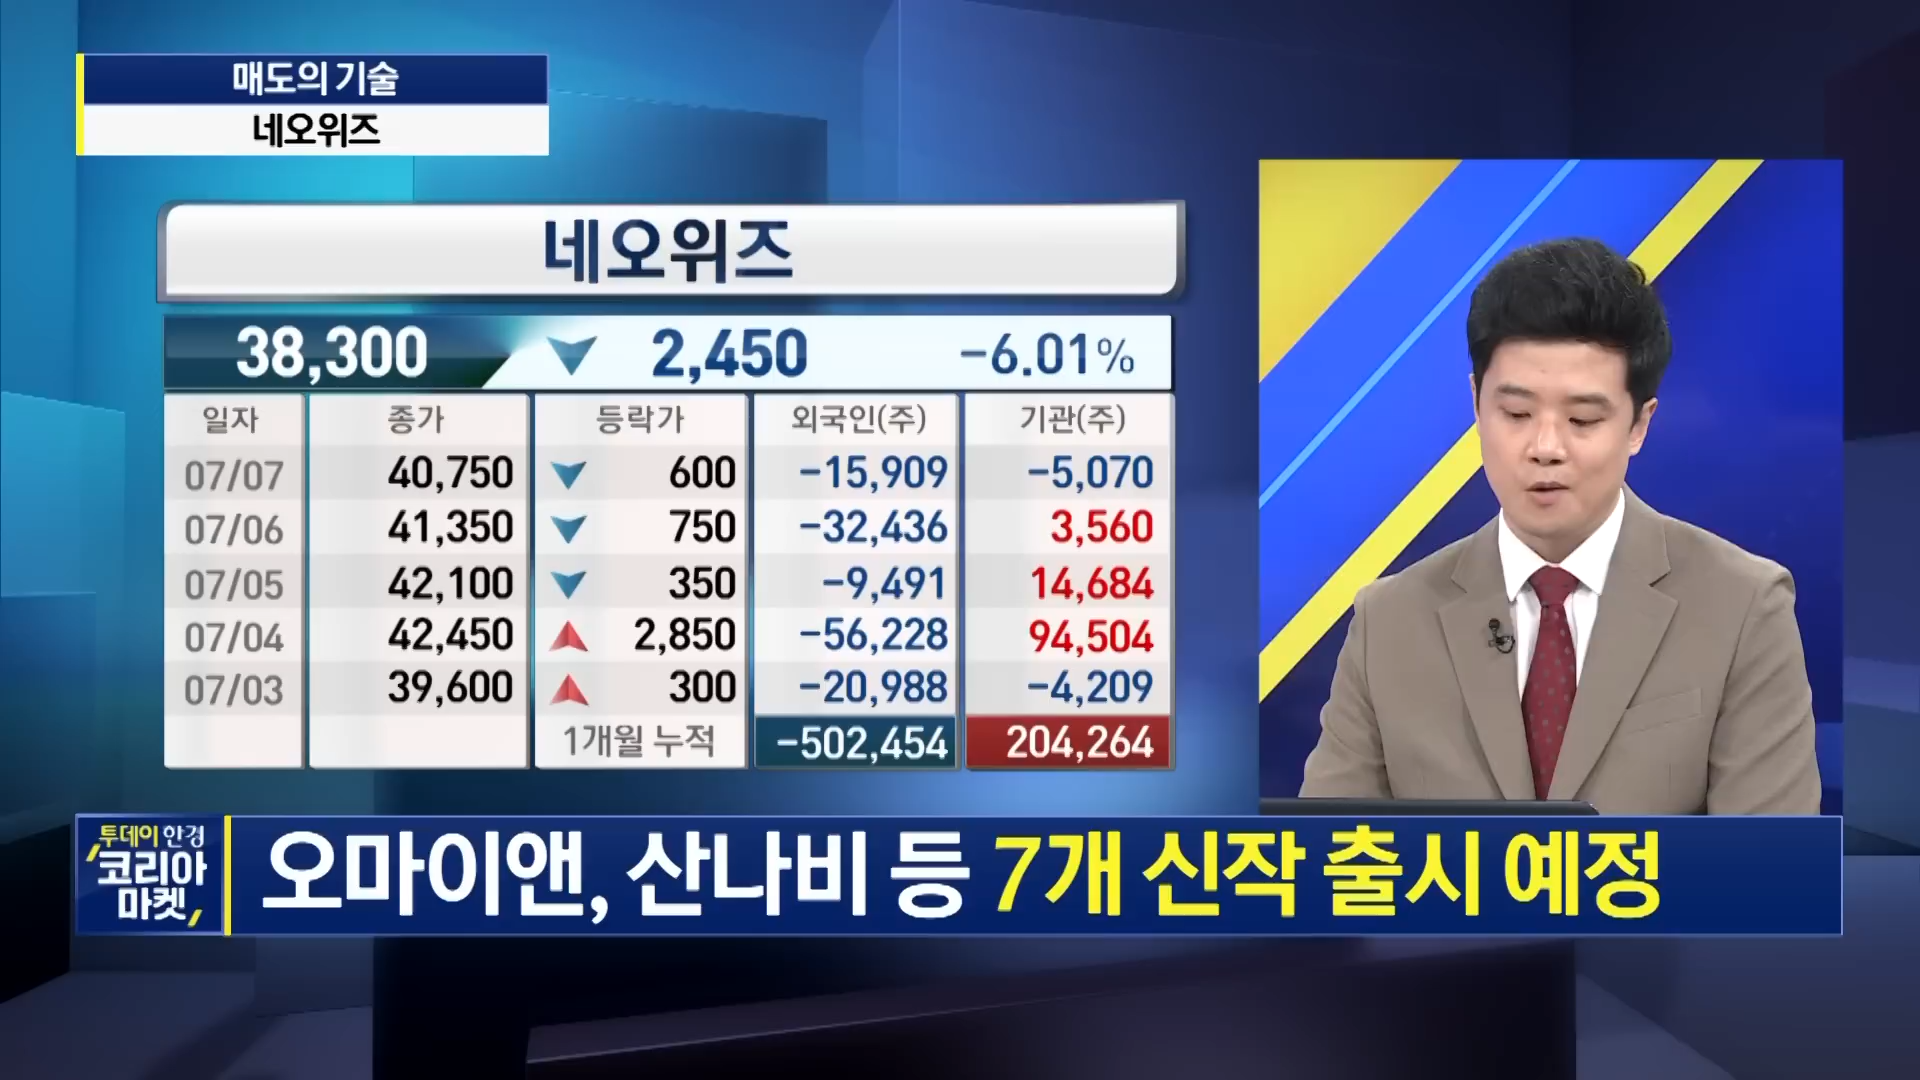 매도의 기술
네오위즈
네오위즈
38,300 ▼ 2,450 -6.01%
일자 종가 등락가 외국인(주) 기관(주)
07/07 40,750 ▼ 600 -15,909 -5,070
07/06 41,350 ▼ 750 -32,436 3,560
07/05 42,100 ▼ 350 -9,491 14,684
07/04 42,450 ▲ 2,850 -56,228 94,504
07/03 39,600 ▲ 300 -20,988 -4,209
1개월 누적 -502,454 204,264
투데이 한경
코리아
마켓
오마이앤, 산나비 등 7개 신작 출시 예정